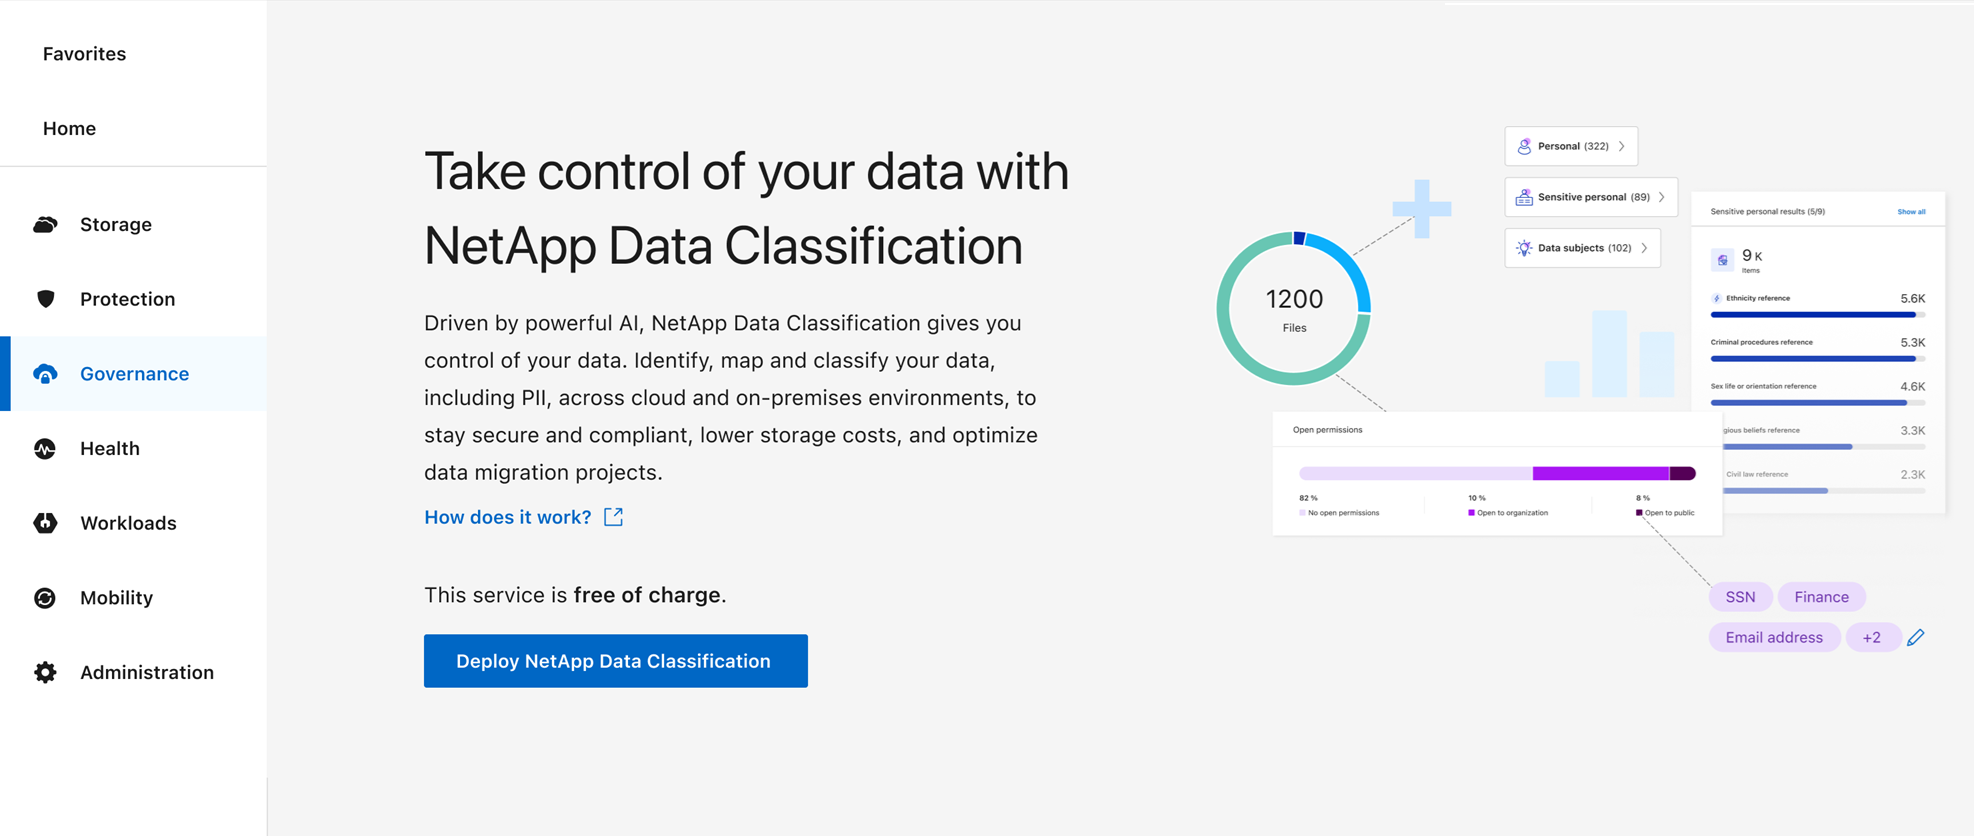 Favorites
Home
Storage
Protection
Governance
Health
Workloads
Mobility
Administration
Take control of your data with
NetApp Data Classification
Driven by powerful AI, NetApp Data Classification gives you
control of your data. Identify, map and classify your data,
including PII, across cloud and on-premises environments, to
stay secure and compliant, lower storage costs, and optimize
data migration projects.
How does it work?
This service is free of charge.
Deploy NetApp Data Classification
1200
Files
Personal (322)
Sensitive personal (89)
Data subjects (102)
Sensitive personal results (5/9) Show all
9 K
Items
Ethnicity reference 5.6K
Criminal procedures reference 5.3K
Sex life or orientation reference 4.6K
gious beliefs reference 3.3K
Civil law reference 2.3K
Open permissions
82 % 10 % 8 %
No open permissions Open to organization Open to public
SSN Finance
Email address +2